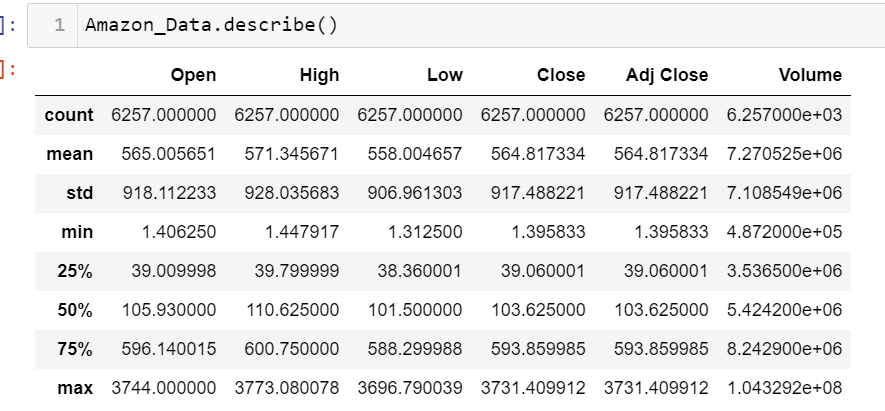 ]: 1 Amazon_Data.describe()
]:
Open High Low Close Adj Close Volume
count 6257.000000 6257.000000 6257.000000 6257.000000 6257.000000 6.257000e+03
mean 565.005651 571.345671 558.004657 564.817334 564.817334 7.270525e+06
std 918.112233 928.035683 906.961303 917.488221 917.488221 7.108549e+06
min 1.406250 1.447917 1.312500 1.395833 1.395833 4.872000e+05
25% 39.009998 39.799999 38.360001 39.060001 39.060001 3.536500e+06
50% 105.930000 110.625000 101.500000 103.625000 103.625000 5.424200e+06
75% 596.140015 600.750000 588.299988 593.859985 593.859985 8.242900e+06
max 3744.000000 3773.080078 3696.790039 3731.409912 3731.409912 1.043292e+08